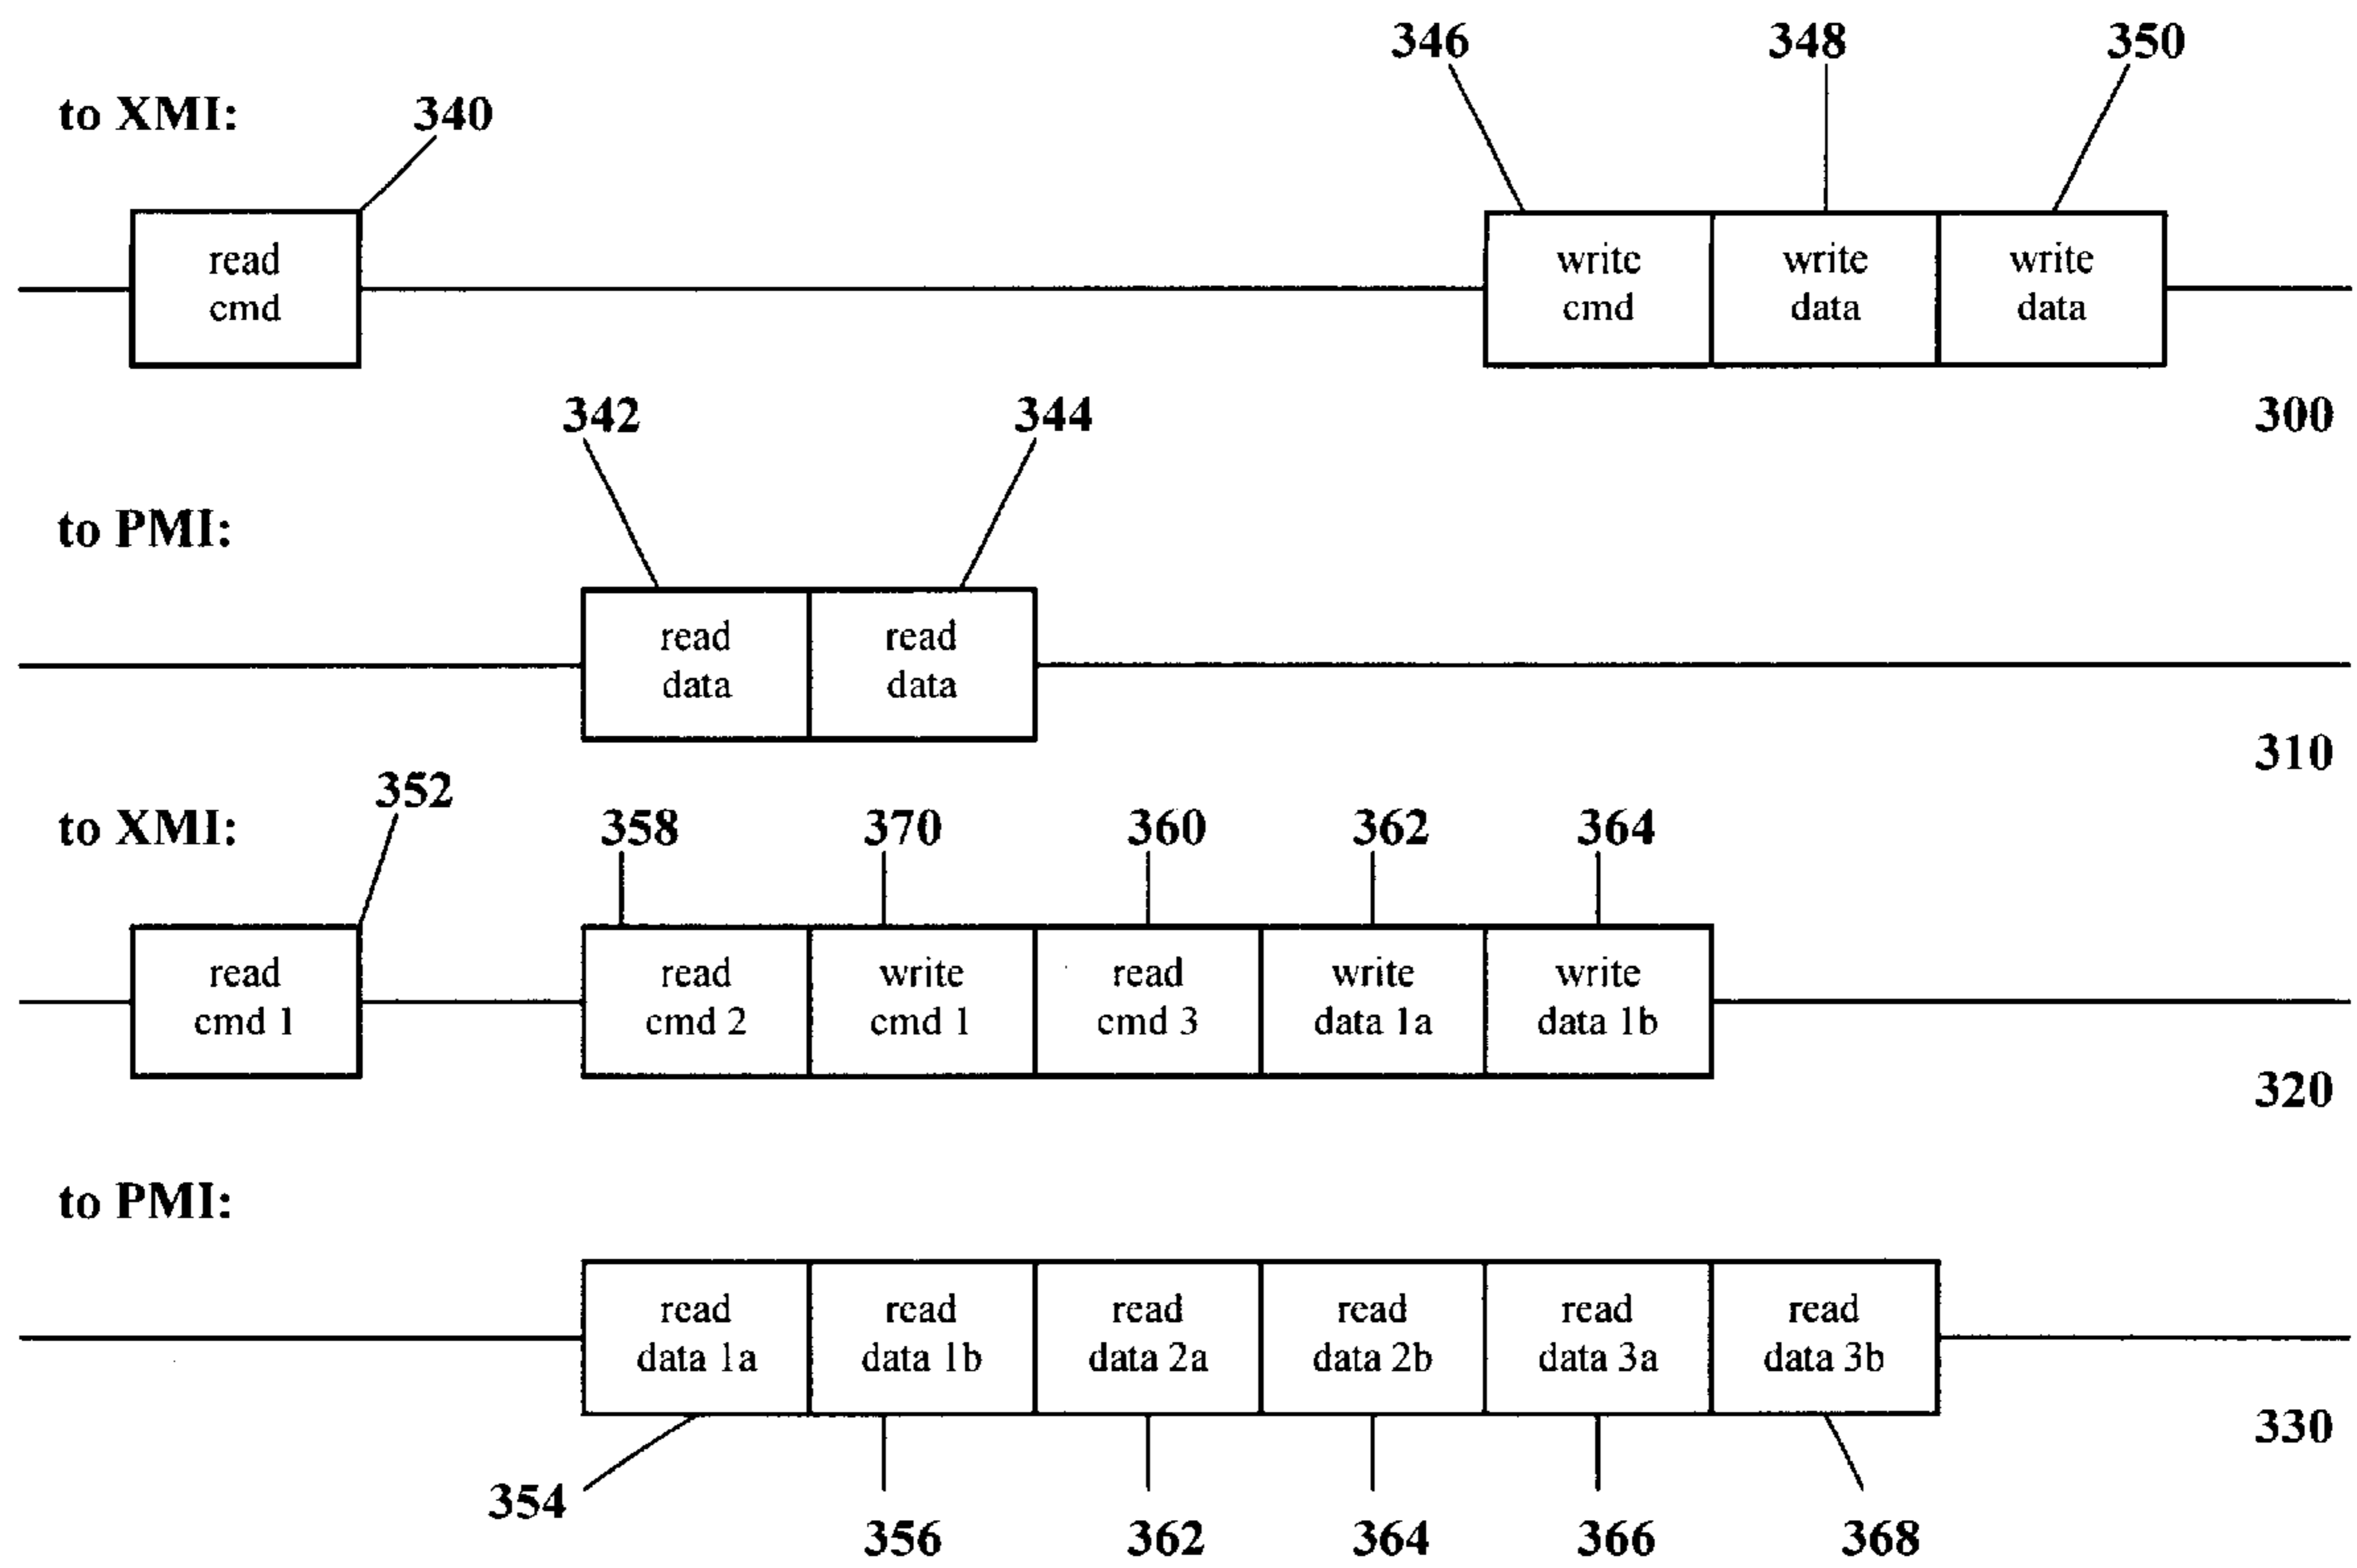 346 348 350
to XMI: 340
read write write write
cmd cmd data data
342 344 300
to PMI:
read read
data data
310
352
to XMI: 358 370 360 362 364
read read write read write write
cmd 1 cmd 2 cmd 1 cmd 3 data 1a data 1b
320
to PMI:
read read read read read read
data 1a data 1b data 2a data 2b data 3a data 3b
330
354
356 362 364 366 368